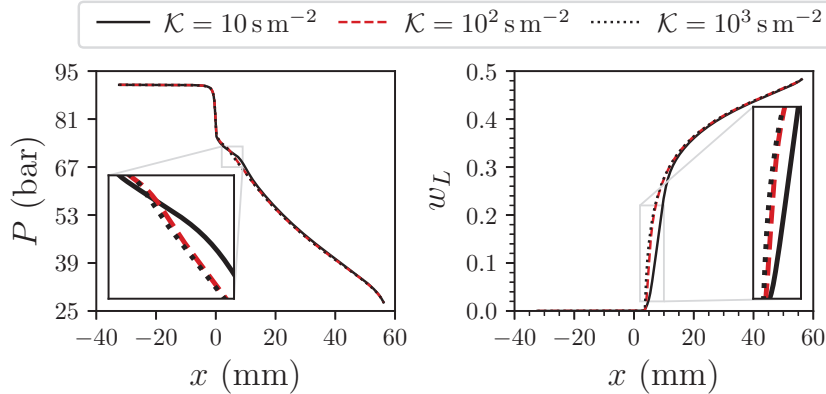 𝒦 = 10 s m⁻² 𝒦 = 10² s m⁻² 𝒦 = 10³ s m⁻²
95
81
67
53
39
25
P (bar)
−40 −20 0 20 40 60
x (mm)
0.5
0.4
0.3
0.2
0.1
0.0
w_L
−40 −20 0 20 40 60
x (mm)